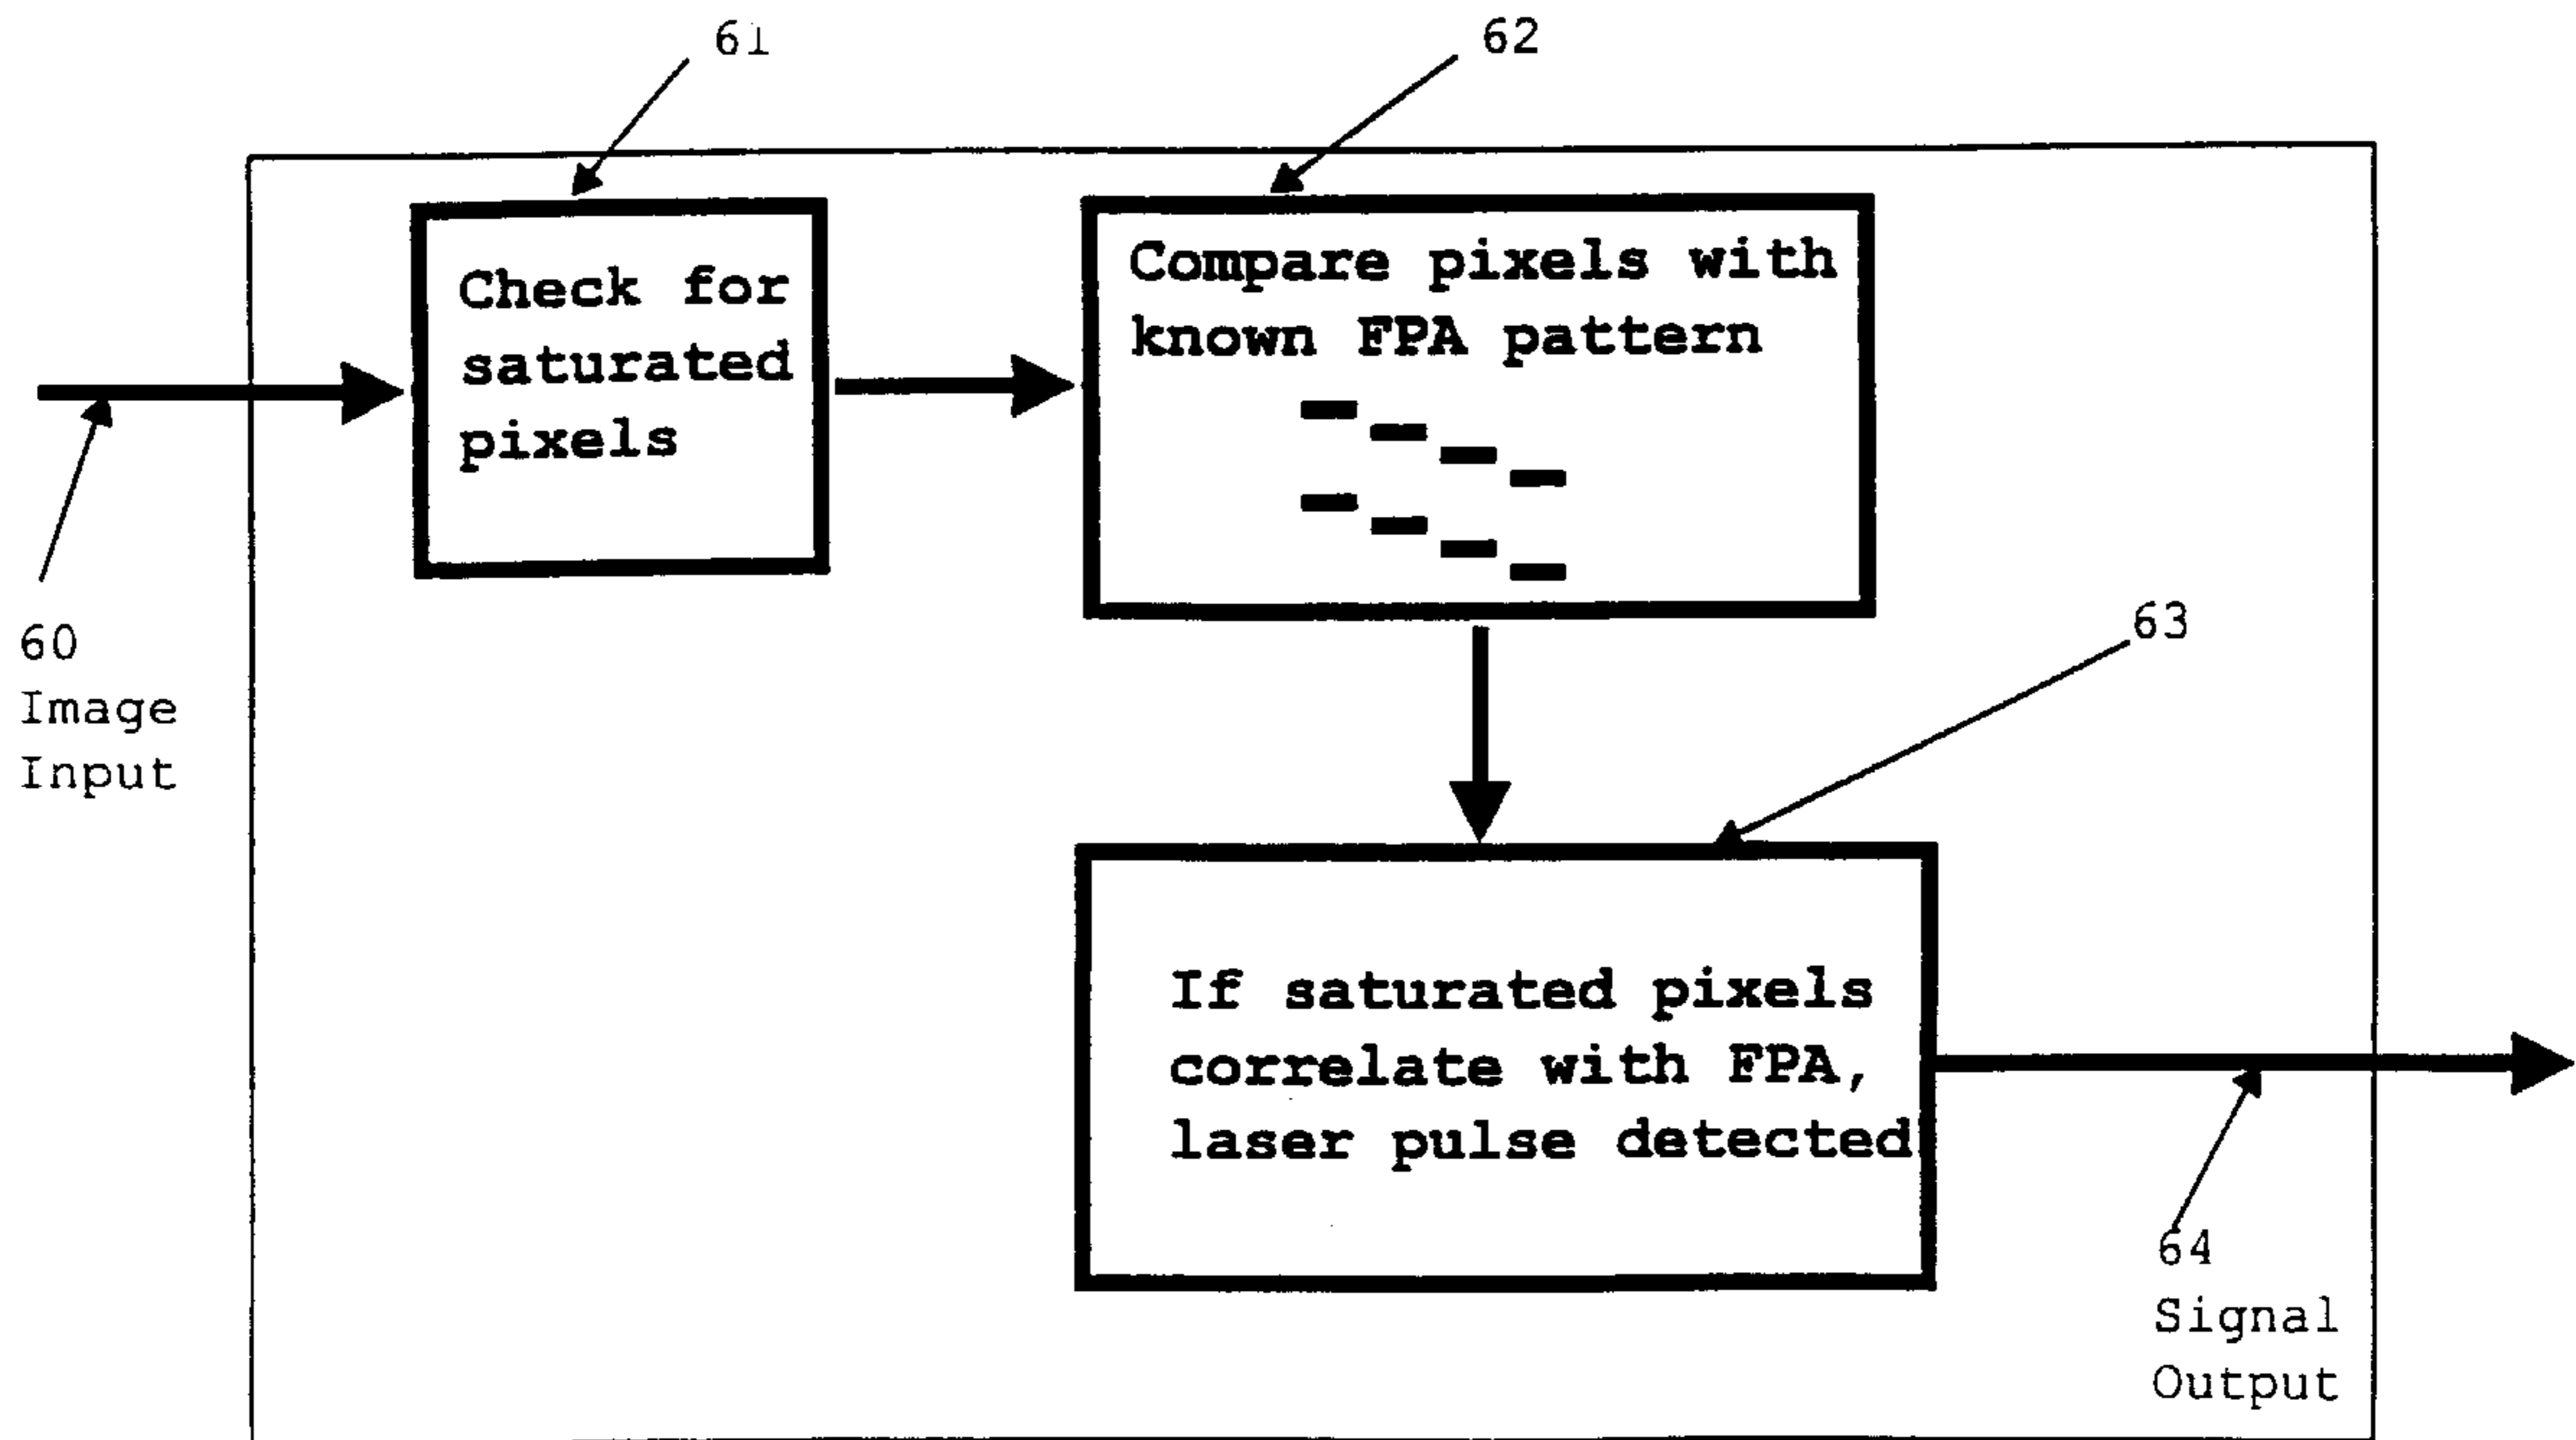 61
62
Check for
saturated
pixels
Compare pixels with
known FPA pattern
60
Image
Input
63
If saturated pixels
correlate with FPA,
laser pulse detected
64
Signal
Output